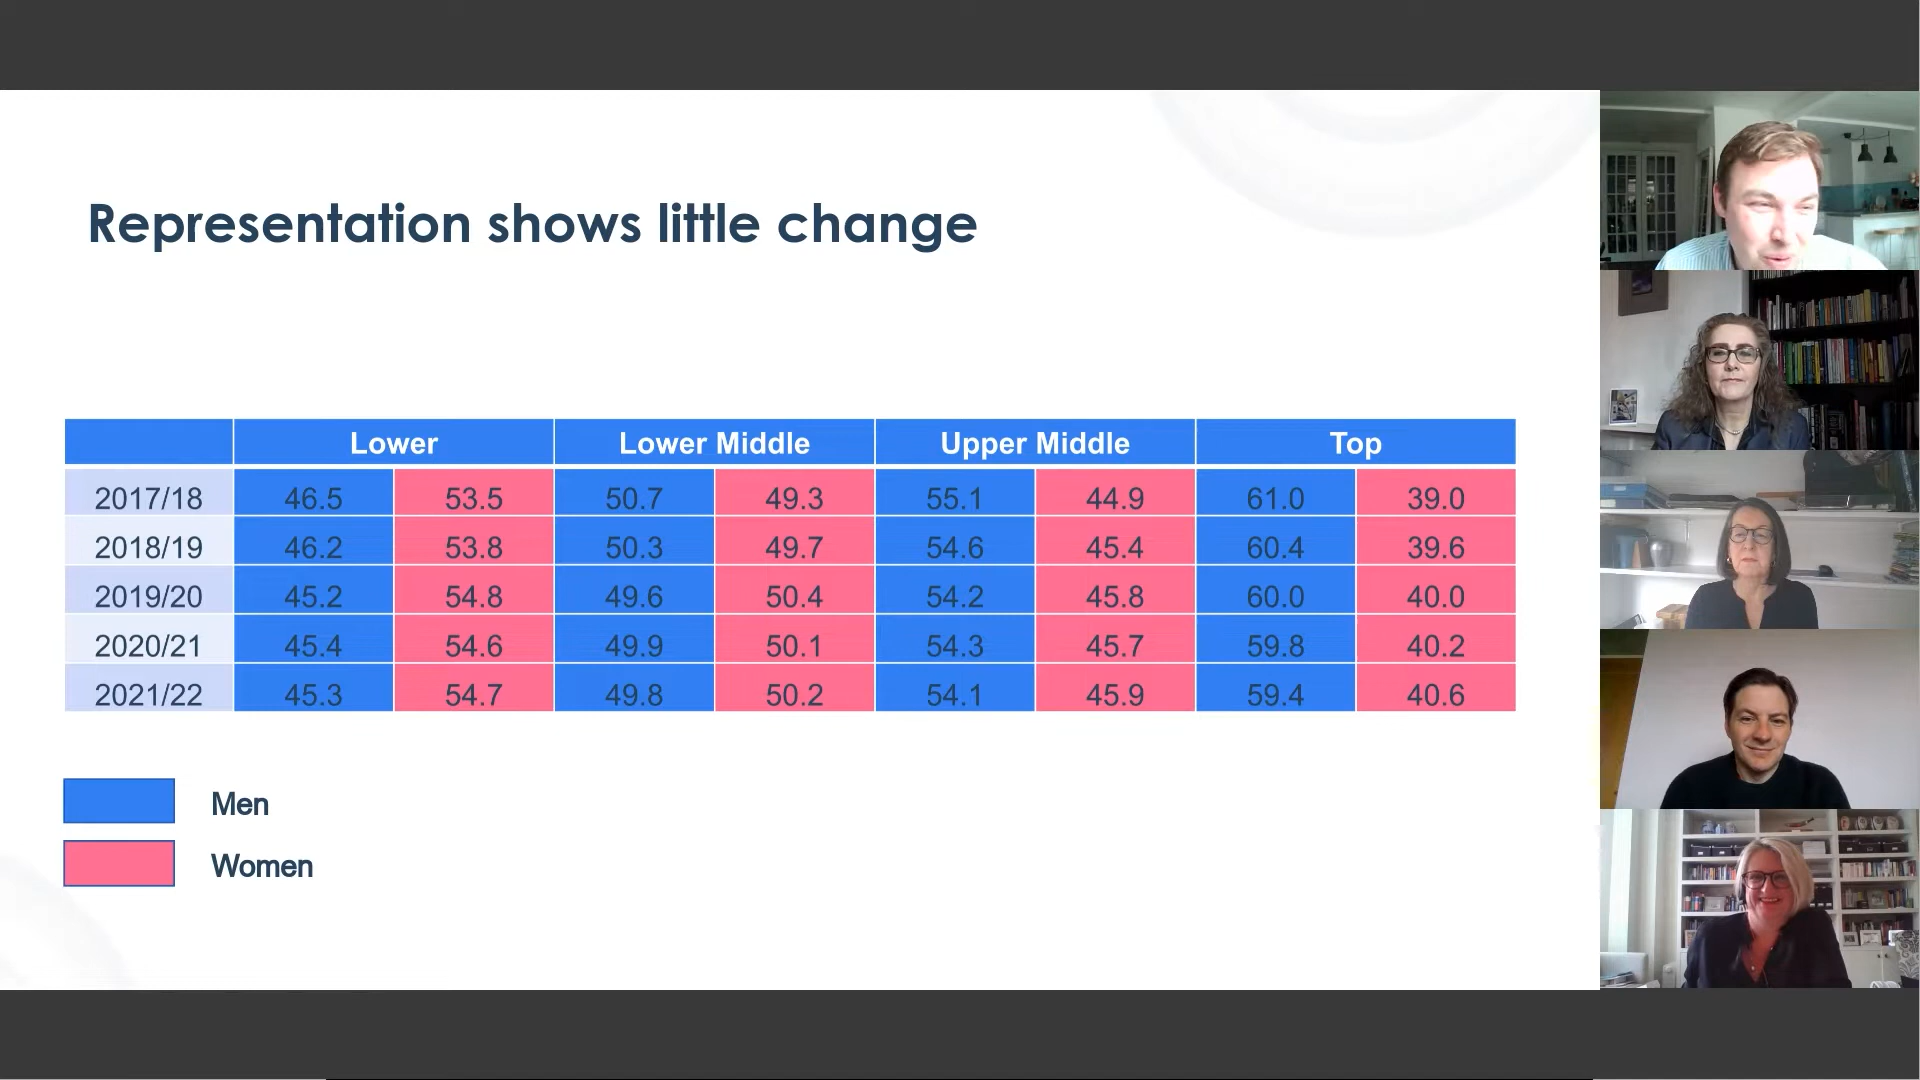 Representation shows little change
Lower Lower Middle Upper Middle Top
2017/18 46.5 53.5 50.7 49.3 55.1 44.9 61.0 39.0
2018/19 46.2 53.8 50.3 49.7 54.6 45.4 60.4 39.6
2019/20 45.2 54.8 49.6 50.4 54.2 45.8 60.0 40.0
2020/21 45.4 54.6 49.9 50.1 54.3 45.7 59.8 40.2
2021/22 45.3 54.7 49.8 50.2 54.1 45.9 59.4 40.6
Men
Women